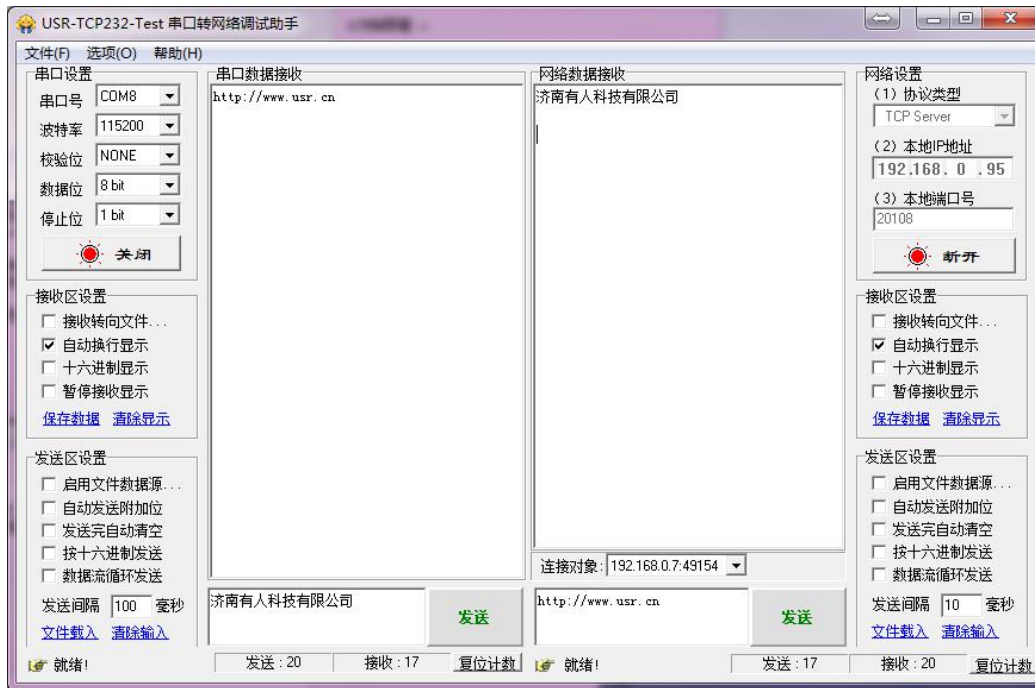 USR-TCP232-Test 串口转网络调试助手
文件(F) 选项(O) 帮助(H)
串口设置
串口号 COM8
波特率 115200
校验位 NONE
数据位 8 bit
停止位 1 bit
关闭
接收区设置
接收转向文件...
自动换行显示
十六进制显示
暂停接收显示
保存数据 清除显示
发送区设置
启用文件数据源...
自动发送附加位
发送完自动清空
按十六进制发送
数据流循环发送
发送间隔 100 毫秒
文件载入 清除输入
就绪!
串口数据接收
http://www.usr.cn
济南有人科技有限公司
发送
发送 : 20 接收 : 17 复位计数
网络数据接收
济南有人科技有限公司
连接对象: 192.168.0.7:49154
http://www.usr.cn
发送
就绪!
发送 : 17 接收 : 20 复位计数
网络设置
(1) 协议类型
TCP Server
(2) 本地IP地址
192.168. 0 .95
(3) 本地端口号
20108
断开
接收区设置
接收转向文件...
自动换行显示
十六进制显示
暂停接收显示
保存数据 清除显示
发送区设置
启用文件数据源...
自动发送附加位
发送完自动清空
按十六进制发送
数据流循环发送
发送间隔 10 毫秒
文件载入 清除输入